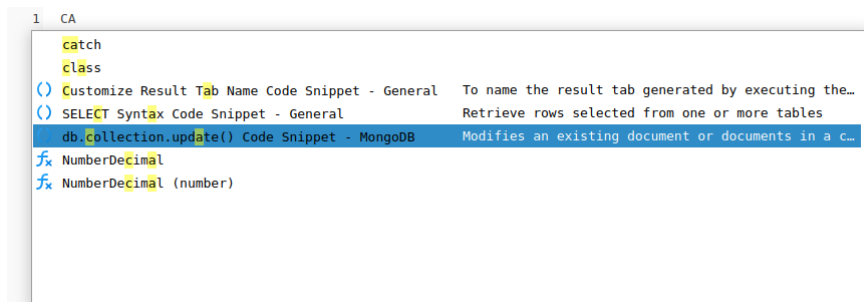 1 CA
catch
class
Customize Result Tab Name Code Snippet - General To name the result tab generated by executing the…
SELECT Syntax Code Snippet - General Retrieve rows selected from one or more tables
db.collection.update() Code Snippet - MongoDB Modifies an existing document or documents in a c…
fx NumberDecimal
fx NumberDecimal (number)